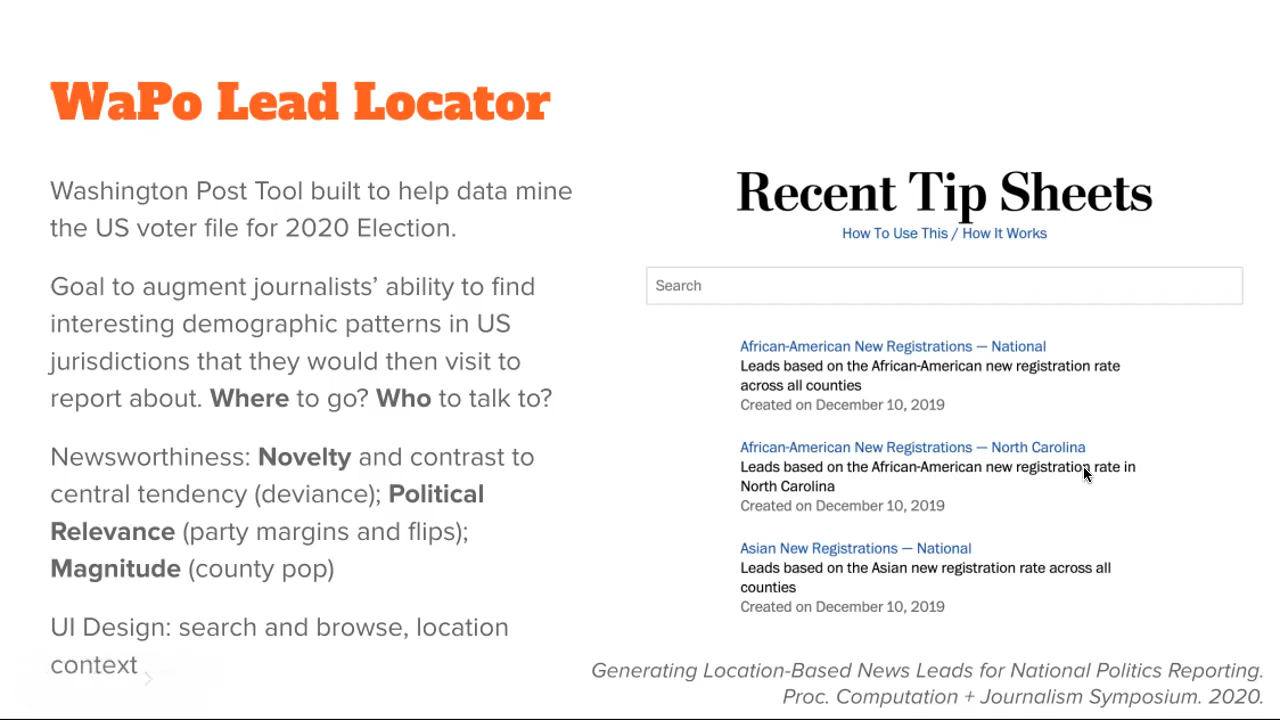 WaPo Lead Locator
Washington Post Tool built to help data mine
the US voter file for 2020 Election.
Goal to augment journalists’ ability to find
interesting demographic patterns in US
jurisdictions that they would then visit to
report about. Where to go? Who to talk to?
Newsworthiness: Novelty and contrast to
central tendency (deviance); Political
Relevance (party margins and flips);
Magnitude (county pop)
UI Design: search and browse, location
context
Recent Tip Sheets
How To Use This / How It Works
Search
African-American New Registrations — National
Leads based on the African-American new registration rate
across all counties
Created on December 10, 2019
African-American New Registrations — North Carolina
Leads based on the African-American new registration rate in
North Carolina
Created on December 10, 2019
Asian New Registrations — National
Leads based on the Asian new registration rate across all
counties
Created on December 10, 2019
Generating Location-Based News Leads for National Politics Reporting.
Proc. Computation + Journalism Symposium. 2020.